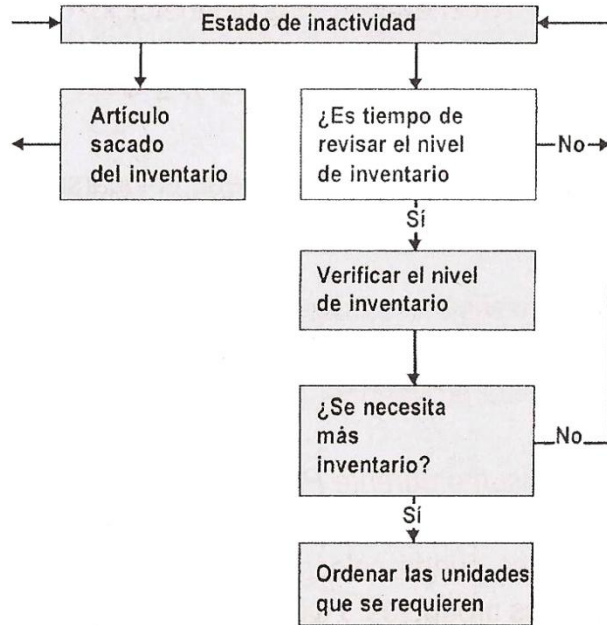 Estado de inactividad
Artículo
sacado
del inventario
¿Es tiempo de
revisar el nivel
de inventario
No
Sí
Verificar el nivel
de inventario
¿Se necesita
más
inventario?
No
Sí
Ordenar las unidades
que se requieren